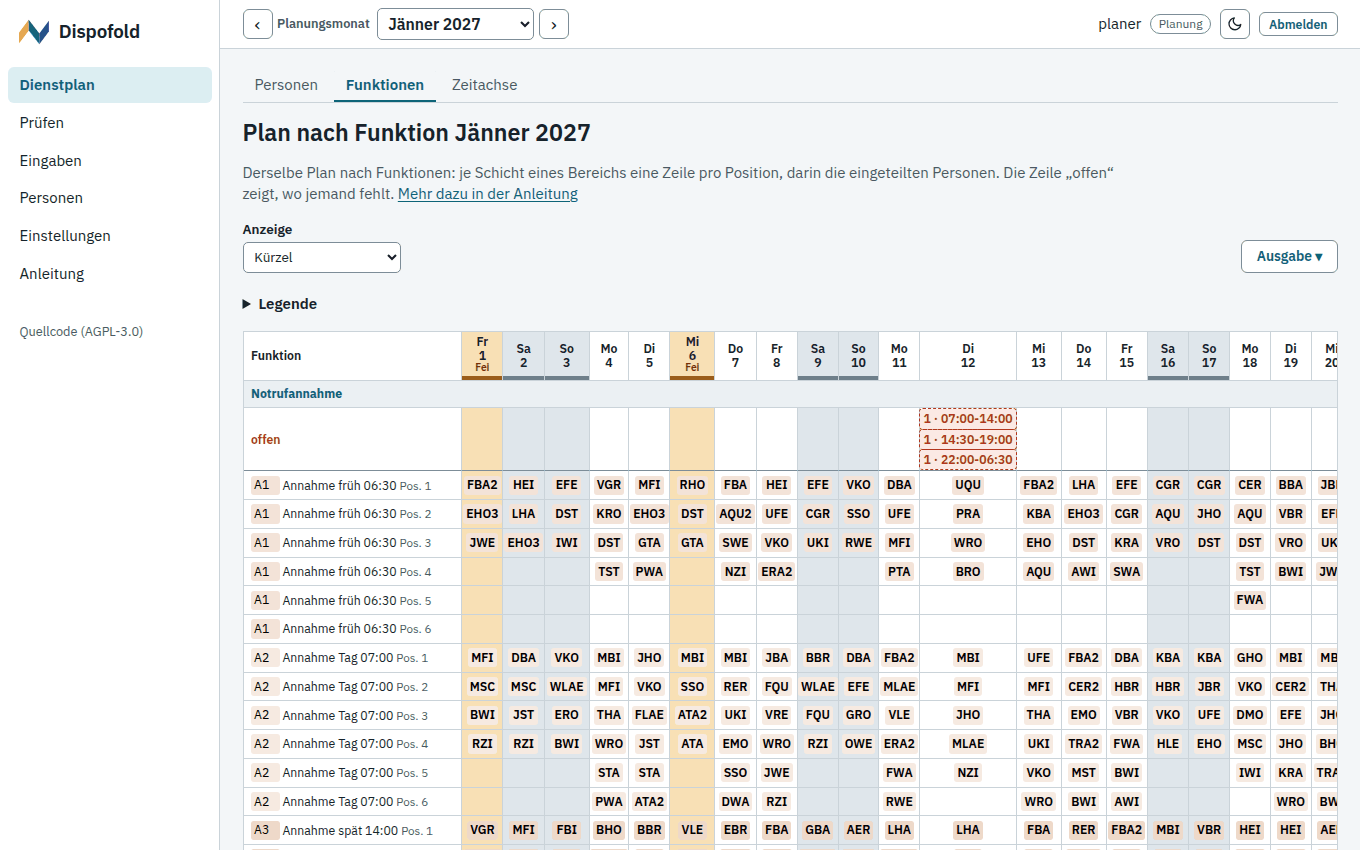 Dispofold
Dienstplan
Prüfen
Eingaben
Personen
Einstellungen
Anleitung
Quellcode (AGPL-3.0)
‹ Planungsmonat Jänner 2027 ›
planer Planung Abmelden
Personen Funktionen Zeitachse
Plan nach Funktion Jänner 2027
Derselbe Plan nach Funktionen: je Schicht eines Bereichs eine Zeile pro Position, darin die eingeteilten Personen. Die Zeile „offen“
zeigt, wo jemand fehlt. Mehr dazu in der Anleitung
Anzeige
Kürzel
Ausgabe ▾
▶ Legende
Funktion Fr 1 Fei Sa 2 So 3 Mo 4 Di 5 Mi 6 Fei Do 7 Fr 8 Sa 9 So 10 Mo 11 Di 12 Mi 13 Do 14 Fr 15 Sa 16 So 17 Mo 18 Di 19 Mi 20
Notrufannahme
offen
1 · 07:00-14:00
1 · 14:30-19:00
1 · 22:00-06:30
A1 Annahme früh 06:30 Pos. 1 FBA2 HEI EFE VGR MFI RHO FBA HEI EFE VKO DBA UQU FBA2 LHA EFE CGR CGR CER BBA
A1 Annahme früh 06:30 Pos. 2 EHO3 LHA DST KRO EHO3 DST AQU2 UFE CGR SSO UFE PRA KBA EHO3 CGR AQU JHO AQU VBR
A1 Annahme früh 06:30 Pos. 3 JWE EHO3 IWI DST GTA GTA SWE VKO UKI RWE MFI WRO EHO DST KRA VRO DST DST VRO
A1 Annahme früh 06:30 Pos. 4 TST PWA NZI ERA2 PTA BRO AQU AWI SWA TST BWI
A1 Annahme früh 06:30 Pos. 5 FWA
A1 Annahme früh 06:30 Pos. 6
A2 Annahme Tag 07:00 Pos. 1 MFI DBA VKO MBI JHO MBI MBI JBA BBR DBA FBA2 MBI UFE FBA2 DBA KBA KBA GHO MBI
A2 Annahme Tag 07:00 Pos. 2 MSC MSC WLAE MFI VKO SSO RER FQU WLAE EFE MLAE MFI MFI CER2 HBR HBR JBR VKO CER2
A2 Annahme Tag 07:00 Pos. 3 BWI JST ERO THA FLAE ATA2 UKI VRE FQU GRO VLE JHO THA EMO VBR VKO UFE DMO EFE
A2 Annahme Tag 07:00 Pos. 4 RZI RZI BWI WRO JST ATA EMO WRO RZI OWE ERA2 MLAE UKI TRA2 FWA HLE EHO MSC JHO
A2 Annahme Tag 07:00 Pos. 5 STA STA SSO JWE FWA NZI VKO MST BWI IWI KRA
A2 Annahme Tag 07:00 Pos. 6 PWA ATA2 DWA RZI RWE WRO BWI AWI WRO
A3 Annahme spät 14:00 Pos. 1 VGR MFI FBI BHO BBR VLE EBR FBA GBA AER LHA LHA FBA RER FBA2 MBI VBR HEI HEI